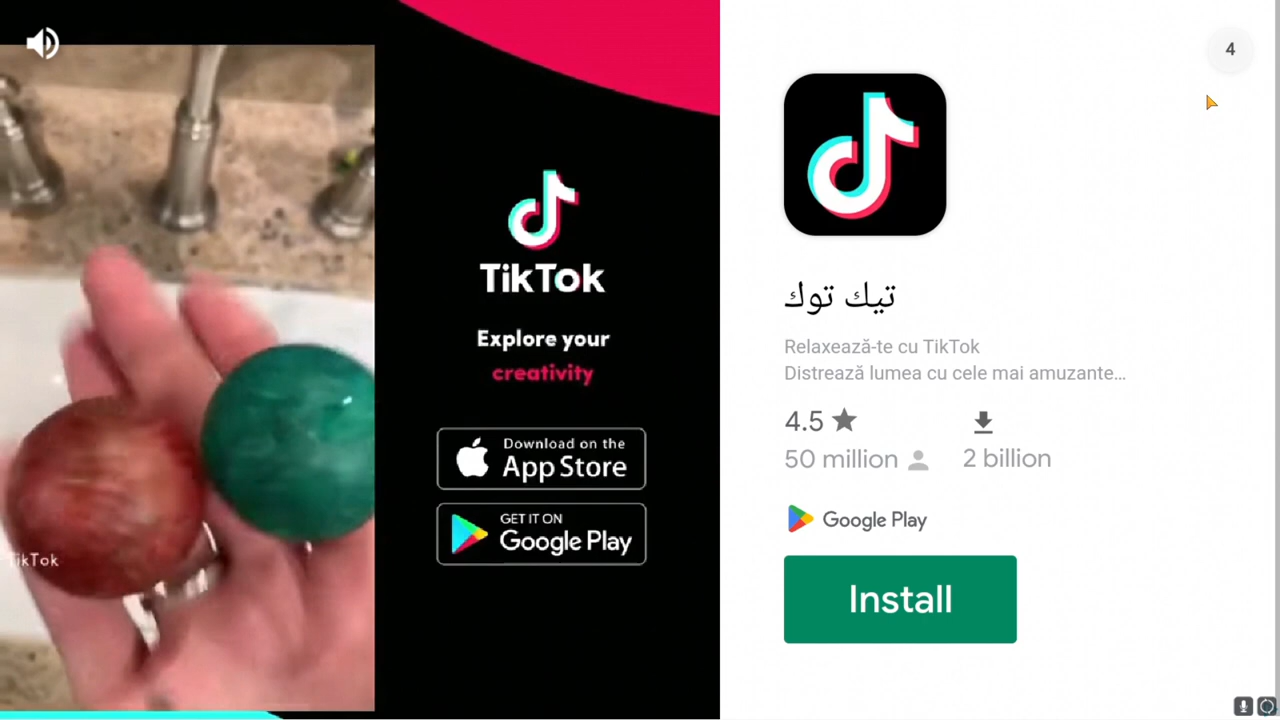 TikTok
TikTok
Explore your
creativity
Download on the
App Store
GET IT ON
Google Play
4
تيك توك
Relaxează-te cu TikTok
Distrează lumea cu cele mai amuzante…
4.5
50 million
2 billion
Google Play
Install